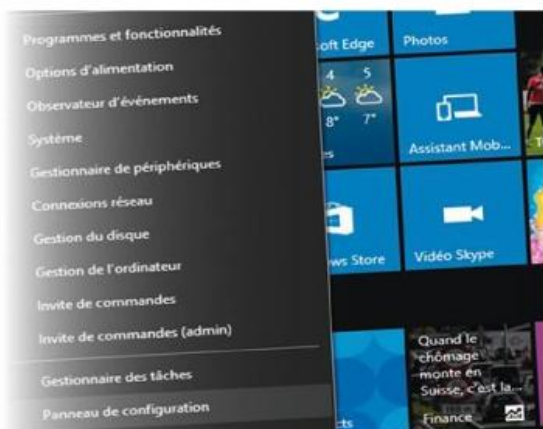 Programmes et fonctionnalités
Options d'alimentation
Observateur d'événements
Système
Gestionnaire de périphériques
Connexions réseau
Gestion du disque
Gestion de l'ordinateur
Invite de commandes
Invite de commandes (admin)
Gestionnaire des tâches
Panneau de configuration
oft Edge
Photos
4 5
8° 7°
es
Assistant Mob...
ws Store
Vidéo Skype
cts
Quand le
chômage
monte en
Suisse, c'est la...
Finance